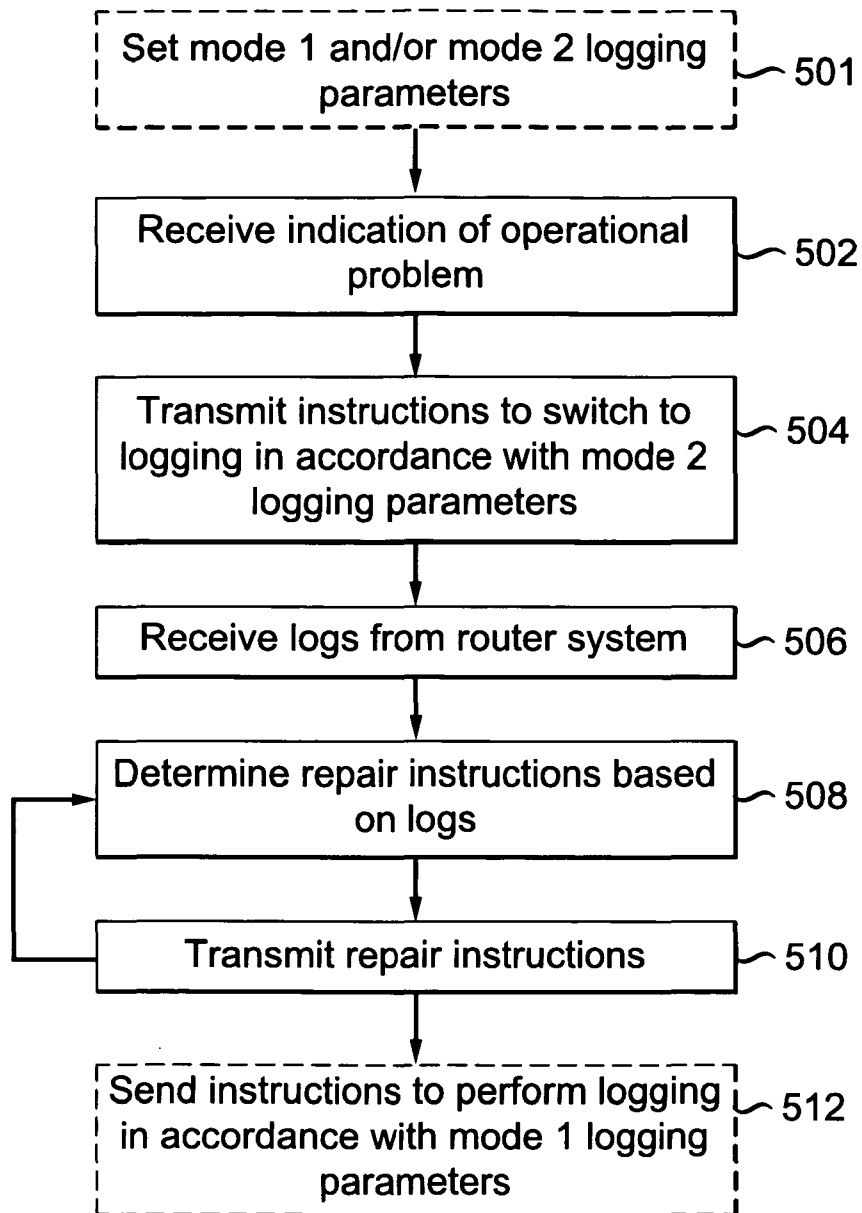 Set mode 1 and/or mode 2 logging
parameters
501
Receive indication of operational
problem
502
Transmit instructions to switch to
logging in accordance with mode 2
logging parameters
504
Receive logs from router system
506
Determine repair instructions based
on logs
508
Transmit repair instructions
510
Send instructions to perform logging
in accordance with mode 1 logging
parameters
512